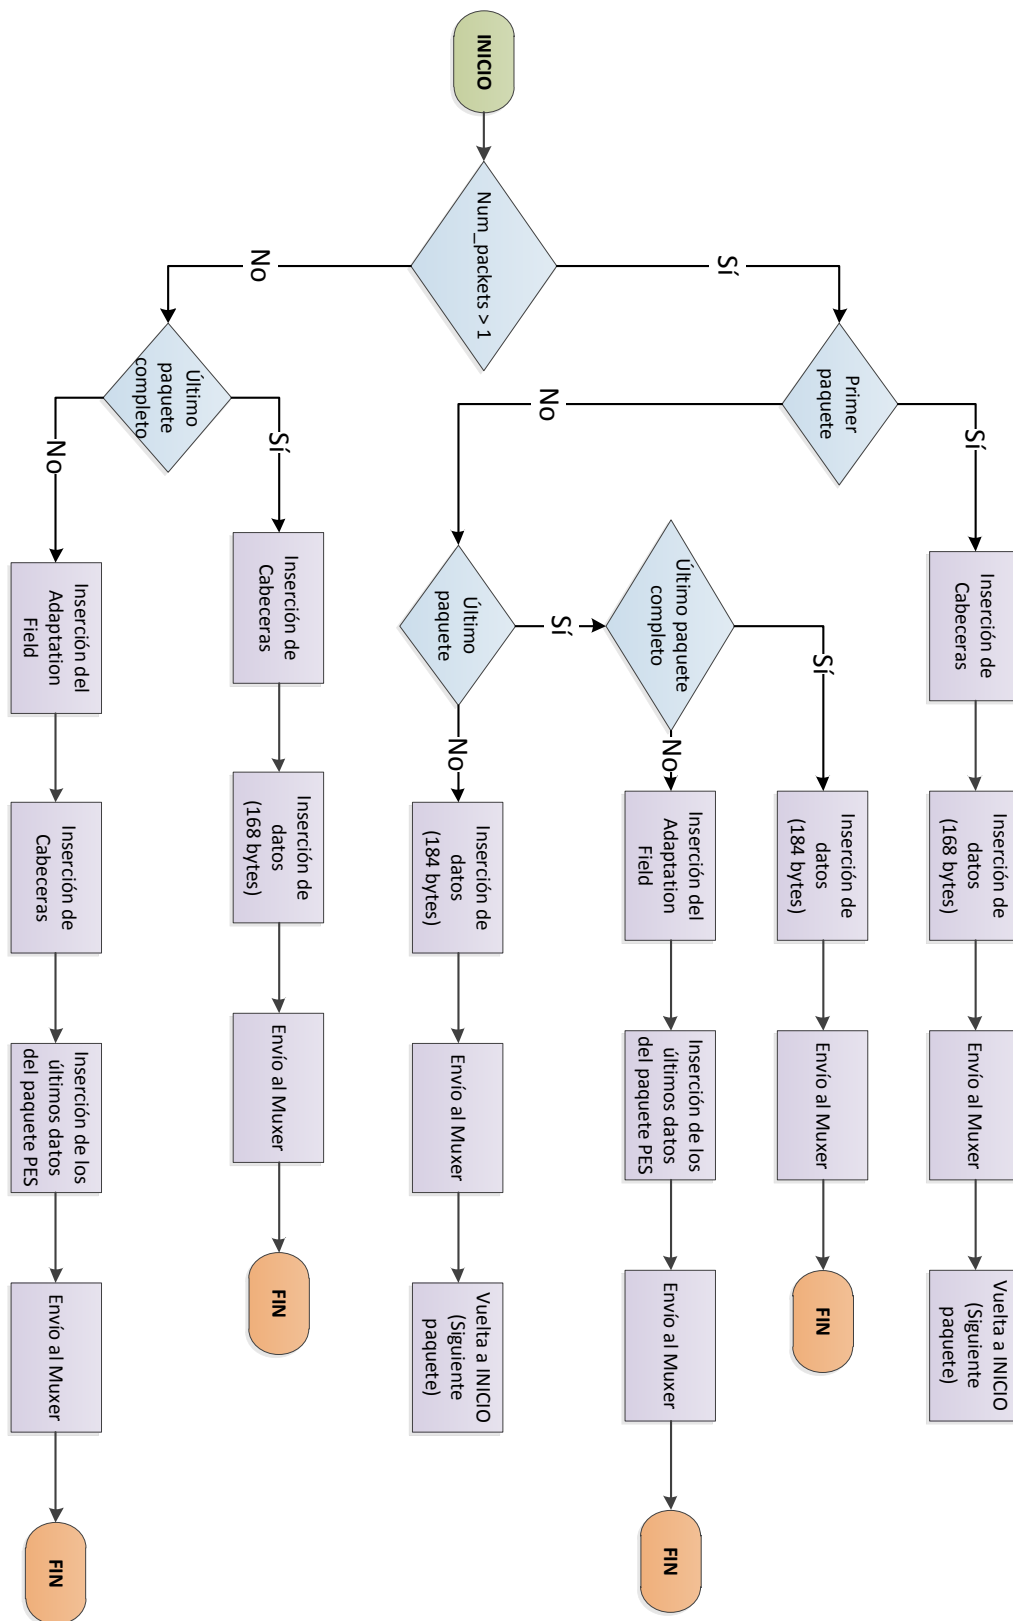 INICIO
Num_packets > 1
Sí
No
Primer
paquete
Sí
No
Inserción de
Cabeceras
Inserción de
datos
(168 bytes)
Envío al Muxer
Vuelta a INICIO
(Siguiente
paquete)
Último
paquete
Sí
No
Último paquete
completo
Sí
No
Inserción de
datos
(184 bytes)
Envío al Muxer
FIN
Inserción del
Adaptation
Field
Inserción de los
últimos datos
del paquete PES
Envío al Muxer
FIN
Inserción de
datos
(184 bytes)
Envío al Muxer
Vuelta a INICIO
(Siguiente
paquete)
Último
paquete
completo
Sí
No
Inserción de
Cabeceras
Inserción de
datos
(168 bytes)
Envío al Muxer
FIN
Inserción del
Adaptation
Field
Inserción de
Cabeceras
Inserción de los
últimos datos
del paquete PES
Envío al Muxer
FIN